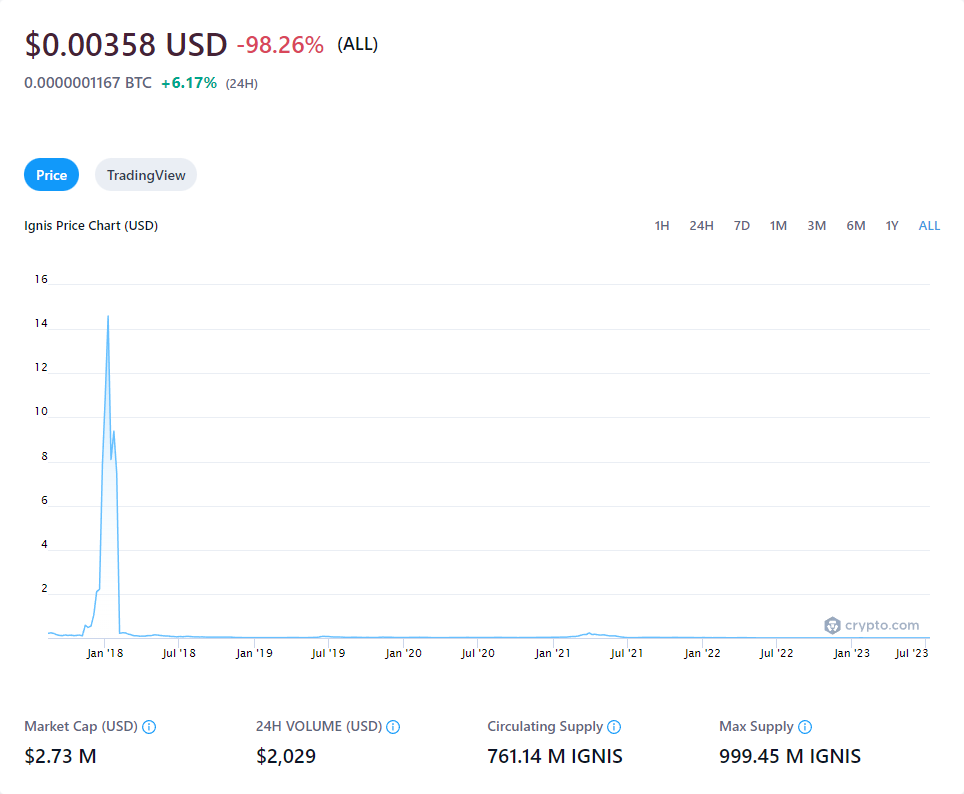 $0.00358 USD -98.26% (ALL)
0.0000001167 BTC +6.17% (24H)
Price TradingView
Ignis Price Chart (USD) 1H 24H 7D 1M 3M 6M 1Y ALL
16
14
12
10
8
6
4
2
crypto.com
Jan '18 Jul '18 Jan '19 Jul '19 Jan '20 Jul '20 Jan '21 Jul '21 Jan '22 Jul '22 Jan '23 Jul '23
Market Cap (USD) 24H VOLUME (USD) Circulating Supply Max Supply
$2.73 M $2,029 761.14 M IGNIS 999.45 M IGNIS